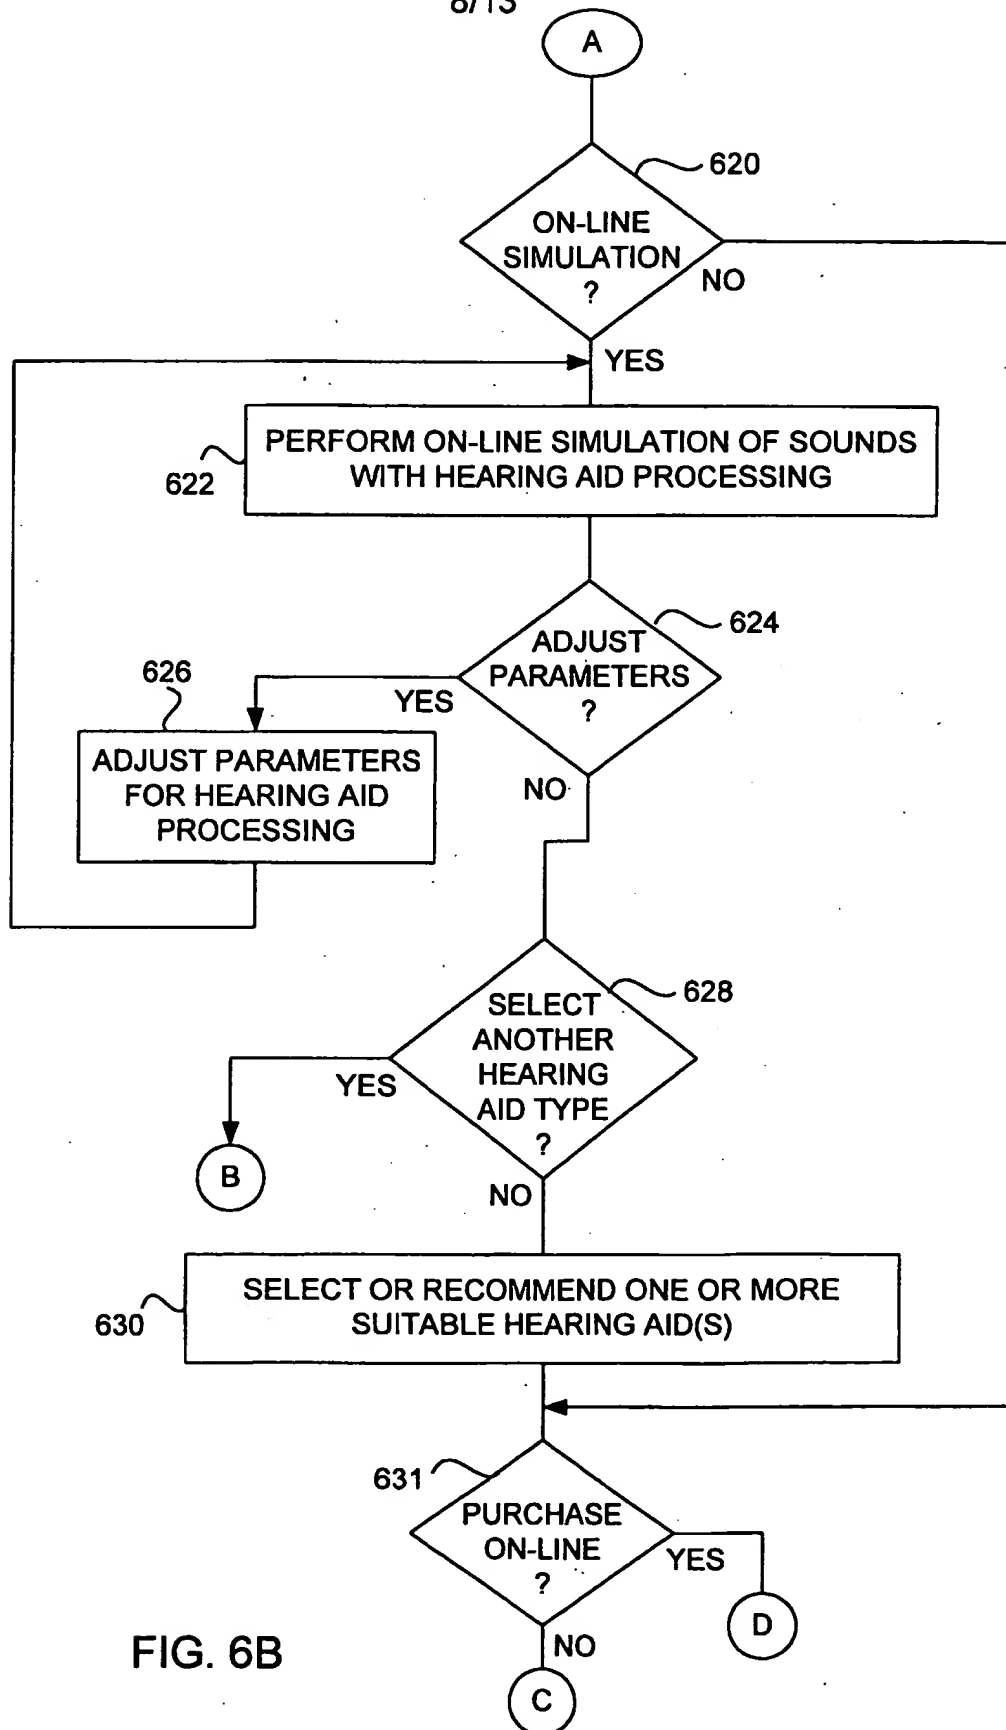 8/13
A
620
ON-LINE
SIMULATION
?
NO
YES
PERFORM ON-LINE SIMULATION OF SOUNDS
WITH HEARING AID PROCESSING
622
624
ADJUST
PARAMETERS
?
626
YES
ADJUST PARAMETERS
FOR HEARING AID
PROCESSING
NO
628
SELECT
ANOTHER
HEARING
AID TYPE
?
YES
B
NO
SELECT OR RECOMMEND ONE OR MORE
SUITABLE HEARING AID(S)
630
631
PURCHASE
ON-LINE
?
YES
D
NO
C
FIG. 6B